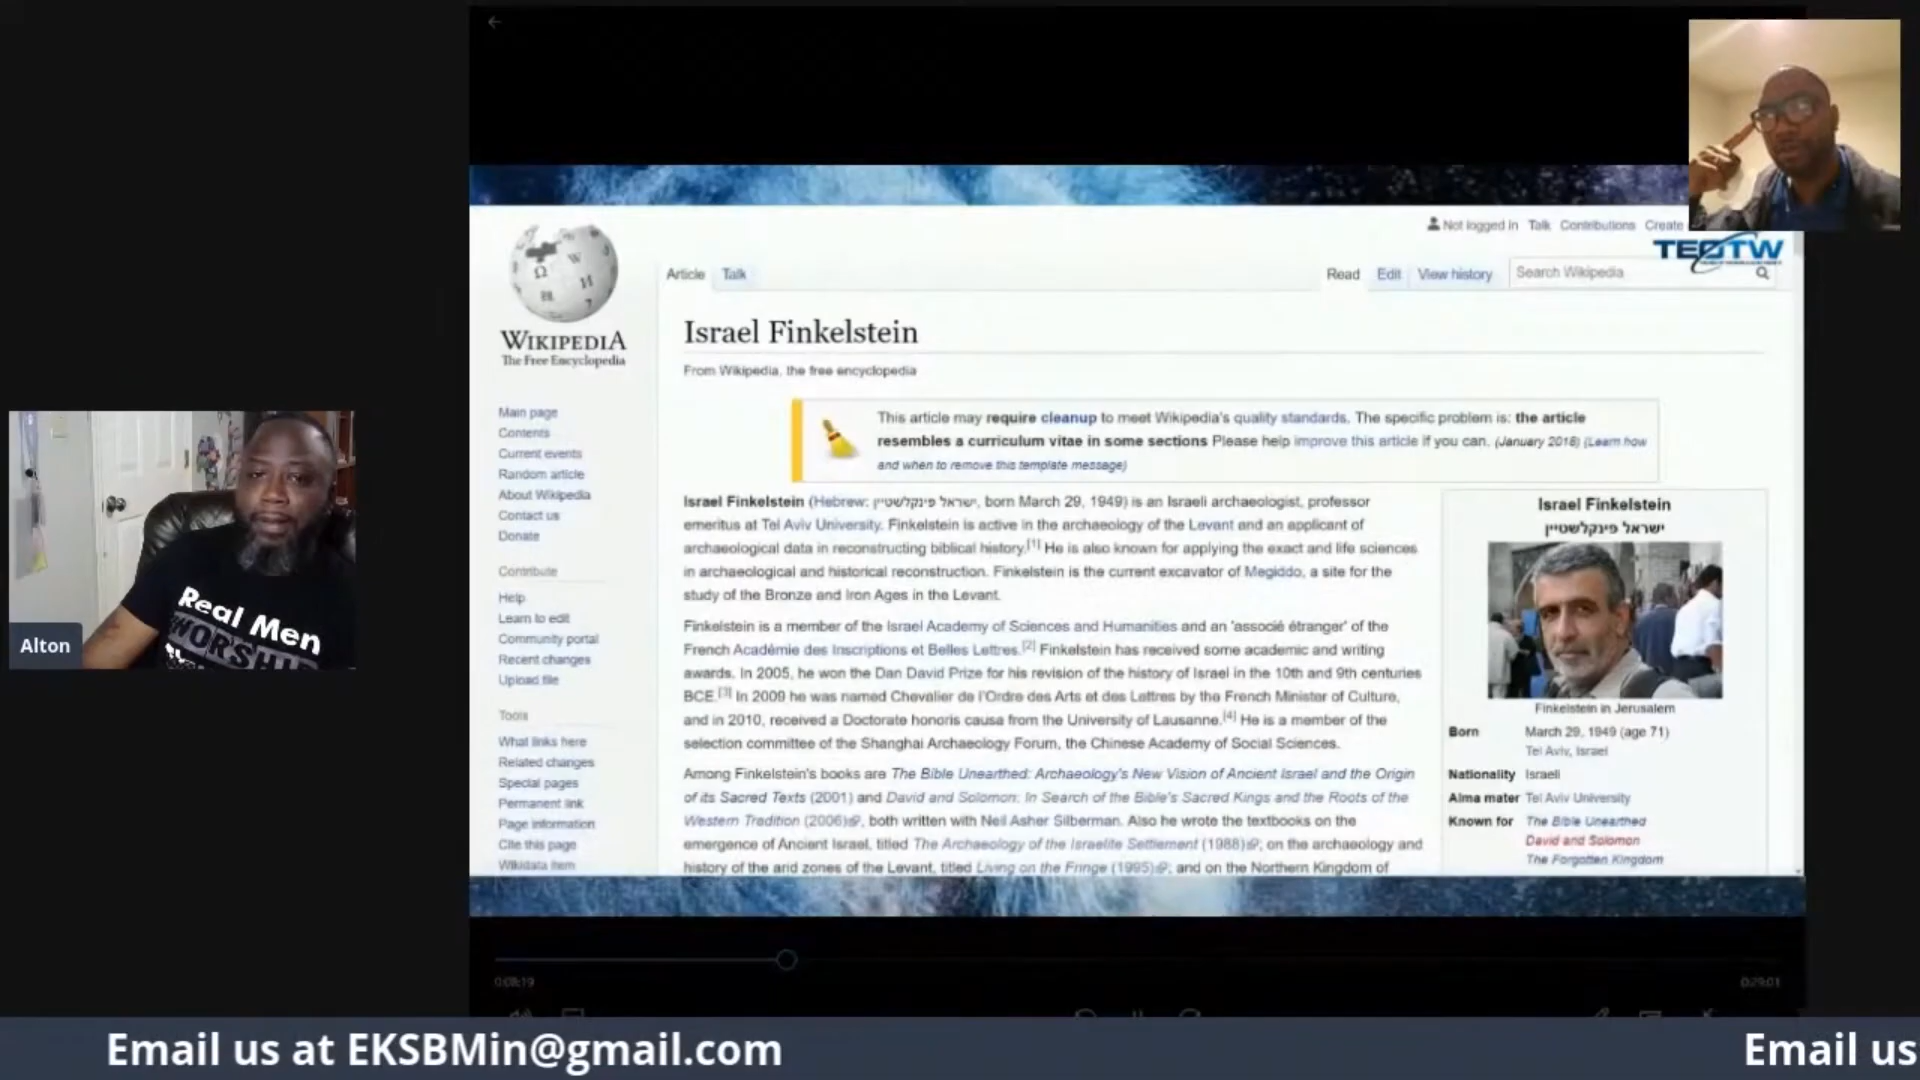 TEOTW
WIKIPEDIA
The Free Encyclopedia
Main page
Contents
Current events
Random article
About Wikipedia
Contact us
Donate
Contribute
Help
Learn to edit
Community portal
Recent changes
Upload file
Tools
What links here
Related changes
Special pages
Permanent link
Page information
Cite this page
Wikidata item
Not logged in Talk Contributions Create
Article Talk
Read Edit View history Search Wikipedia
Israel Finkelstein
From Wikipedia, the free encyclopedia
This article may require cleanup to meet Wikipedia's quality standards. The specific problem is: the article
resembles a curriculum vitae in some sections Please help improve this article if you can. (January 2018) (Learn how
and when to remove this template message)
Israel Finkelstein (Hebrew: ישראל פינקלשטיין, born March 29, 1949) is an Israeli archaeologist, professor
emeritus at Tel Aviv University. Finkelstein is active in the archaeology of the Levant and an applicant of
archaeological data in reconstructing biblical history.[1] He is also known for applying the exact and life sciences
in archaeological and historical reconstruction. Finkelstein is the current excavator of Megiddo, a site for the
study of the Bronze and Iron Ages in the Levant.
Finkelstein is a member of the Israel Academy of Sciences and Humanities and an 'associé étranger' of the
French Académie des Inscriptions et Belles Lettres.[2] Finkelstein has received some academic and writing
awards. In 2005, he won the Dan David Prize for his revision of the history of Israel in the 10th and 9th centuries
BCE.[3] In 2009 he was named Chevalier de l'Ordre des Arts et des Lettres by the French Minister of Culture,
and in 2010, received a Doctorate honoris causa from the University of Lausanne.[4] He is a member of the
selection committee of the Shanghai Archaeology Forum, the Chinese Academy of Social Sciences.
Among Finkelstein's books are The Bible Unearthed: Archaeology's New Vision of Ancient Israel and the Origin
of its Sacred Texts (2001) and David and Solomon: In Search of the Bible's Sacred Kings and the Roots of the
Western Tradition (2006), both written with Neil Asher Silberman. Also he wrote the textbooks on the
emergence of Ancient Israel, titled The Archaeology of the Israelite Settlement (1988); on the archaeology and
history of the arid zones of the Levant, titled Living on the Fringe (1995); and on the Northern Kingdom of
Israel Finkelstein
ישראל פינקלשטיין
Finkelstein in Jerusalem
Born March 29, 1949 (age 71)
Tel Aviv, Israel
Nationality Israeli
Alma mater Tel Aviv University
Known for The Bible Unearthed
David and Solomon
The Forgotten Kingdom
Real Men
WORSHIP
Alton
0:08:19
0:29:01
Email us at EKSBMin@gmail.com
Email us